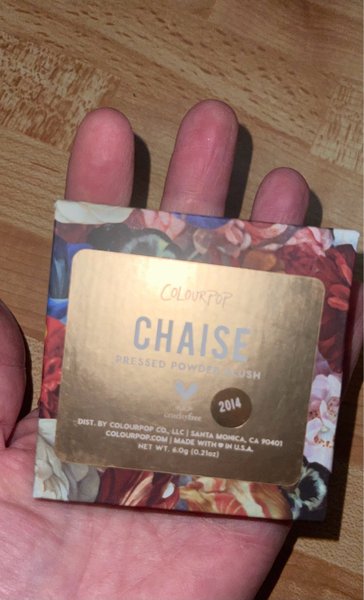 COLOURPOP
CHAISE
PRESSED POWDER BLUSH
crueltyfree
2014
DIST. BY COLOURPOP CO., LLC | SANTA MONICA, CA 90401
COLOURPOP.COM | MADE WITH ♥ IN U.S.A.
NET WT. 6.0g (0.21oz)